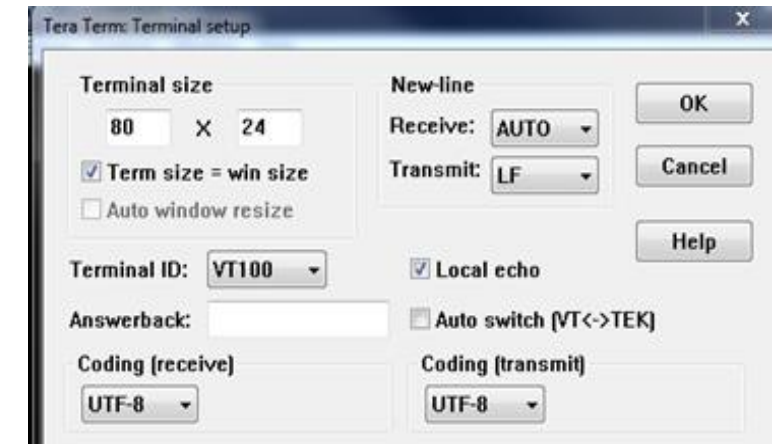 Tera Term: Terminal setup
x
Terminal size
80 X 24
Term size = win size
Auto window resize
New-line
Receive: AUTO
Transmit: LF
OK
Cancel
Help
Terminal ID: VT100
Local echo
Answerback:
Auto switch (VT<->TEK)
Coding (receive)
UTF-8
Coding (transmit)
UTF-8